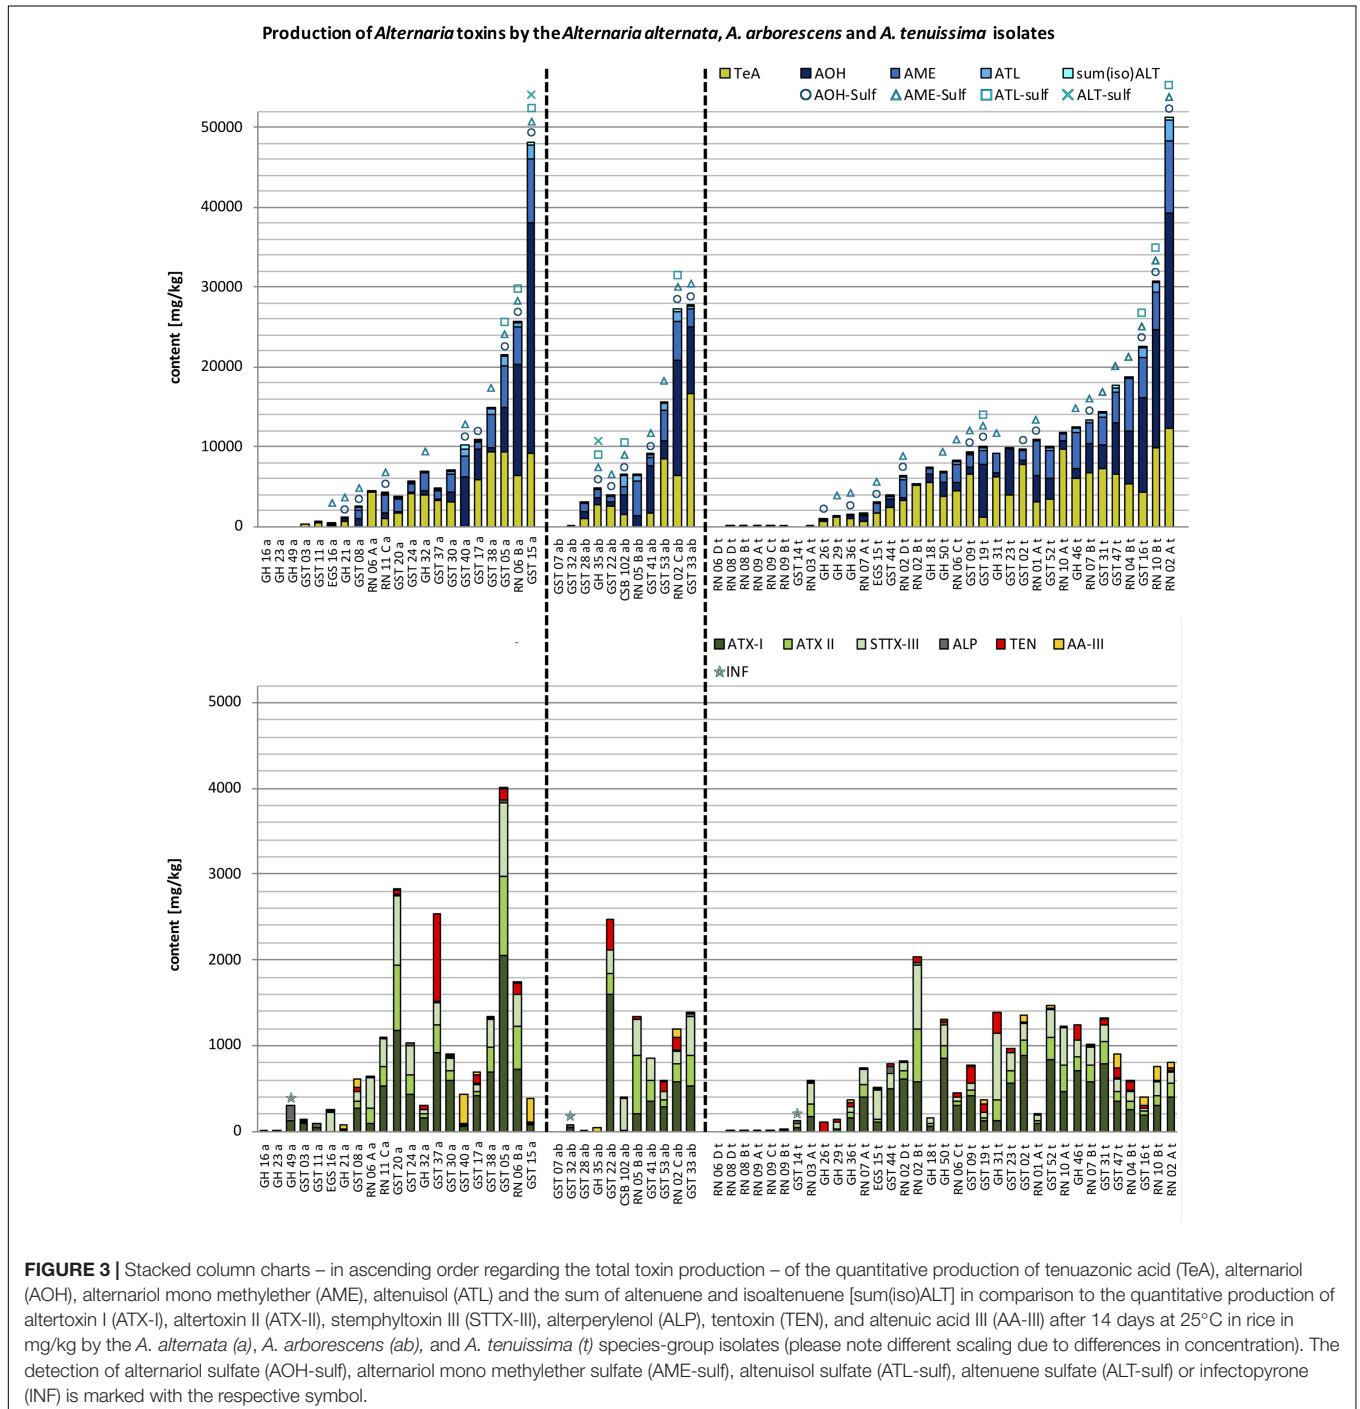 Production of Alternaria toxins by the Alternaria alternata, A. arborescens and A. tenuissima isolates
TeA AOH AME ATL sum(iso)ALT
AOH-Sulf AME-Sulf ATL-sulf ALT-sulf
content [mg/kg]
50000
40000
30000
20000
10000
0
GH 16 a
GH 23 a
GH 49 a
GST 03 a
GST 11 a
EGS 16 a
GH 21 a
GST 08 a
RN 06 A a
RN 11 C a
GST 20 a
GST 24 a
GH 32 a
GST 37 a
GST 30 a
GST 40 a
GST 17 a
GST 38 a
GST 05 a
RN 06 B a
GST 15 a
GST 07 ab
GST 32 ab
GST 28 ab
GH 35 ab
GST 22 ab
CSB 102 ab
RN 05 B ab
GST 41 ab
GST 53 ab
RN 02 C ab
GST 33 ab
RN 06 D t
RN 08 D t
RN 08 B t
RN 09 A t
RN 09 C t
RN 09 B t
GST 14 t
RN 03 A t
GH 26 t
GH 29 t
GH 36 t
RN 07 A t
EGS 15 t
GST 44 t
RN 02 D t
RN 02 B t
GH 18 t
GH 50 t
RN 06 C t
GST 09 t
GST 19 t
GH 31 t
GST 23 t
GST 02 t
RN 01 A t
GST 52 t
RN 10 A t
GH 46 t
RN 07 B t
GST 31 t
GST 47 t
RN 04 B t
GST 16 t
RN 10 B t
RN 02 A t
ATX-I ATX II STTX-III ALP TEN AA-III
INF
content [mg/kg]
5000
4000
3000
2000
1000
0
GH 16 a
GH 23 a
GH 49 a
GST 03 a
GST 11 a
EGS 16 a
GH 21 a
GST 08 a
RN 06 A a
RN 11 C a
GST 20 a
GST 24 a
GH 32 a
GST 37 a
GST 30 a
GST 40 a
GST 17 a
GST 38 a
GST 05 a
RN 06 B a
GST 15 a
GST 07 ab
GST 32 ab
GST 28 ab
GH 35 ab
GST 22 ab
CSB 102 ab
RN 05 B ab
GST 41 ab
GST 53 ab
RN 02 C ab
GST 33 ab
RN 06 D t
RN 08 D t
RN 08 B t
RN 09 A t
RN 09 C t
RN 09 B t
GST 14 t
RN 03 A t
GH 26 t
GH 29 t
GH 36 t
RN 07 A t
EGS 15 t
GST 44 t
RN 02 D t
RN 02 B t
GH 18 t
GH 50 t
RN 06 C t
GST 09 t
GST 19 t
GH 31 t
GST 23 t
GST 02 t
RN 01 A t
GST 52 t
RN 10 A t
GH 46 t
RN 07 B t
GST 31 t
GST 47 t
RN 04 B t
GST 16 t
RN 10 B t
RN 02 A t
FIGURE 3 | Stacked column charts – in ascending order regarding the total toxin production – of the quantitative production of tenuazonic acid (TeA), alternariol
(AOH), alternariol mono methylether (AME), altenuisol (ATL) and the sum of altenuene and isoaltenuene [sum(iso)ALT] in comparison to the quantitative production of
altertoxin I (ATX-I), altertoxin II (ATX-II), stemphyltoxin III (STTX-III), alterperylenol (ALP), tentoxin (TEN), and altenuic acid III (AA-III) after 14 days at 25°C in rice in
mg/kg by the A. alternata (a), A. arborescens (ab), and A. tenuissima (t) species-group isolates (please note different scaling due to differences in concentration). The
detection of alternariol sulfate (AOH-sulf), alternariol mono methylether sulfate (AME-sulf), altenuisol sulfate (ATL-sulf), altenuene sulfate (ALT-sulf) or infectopyrone
(INF) is marked with the respective symbol.